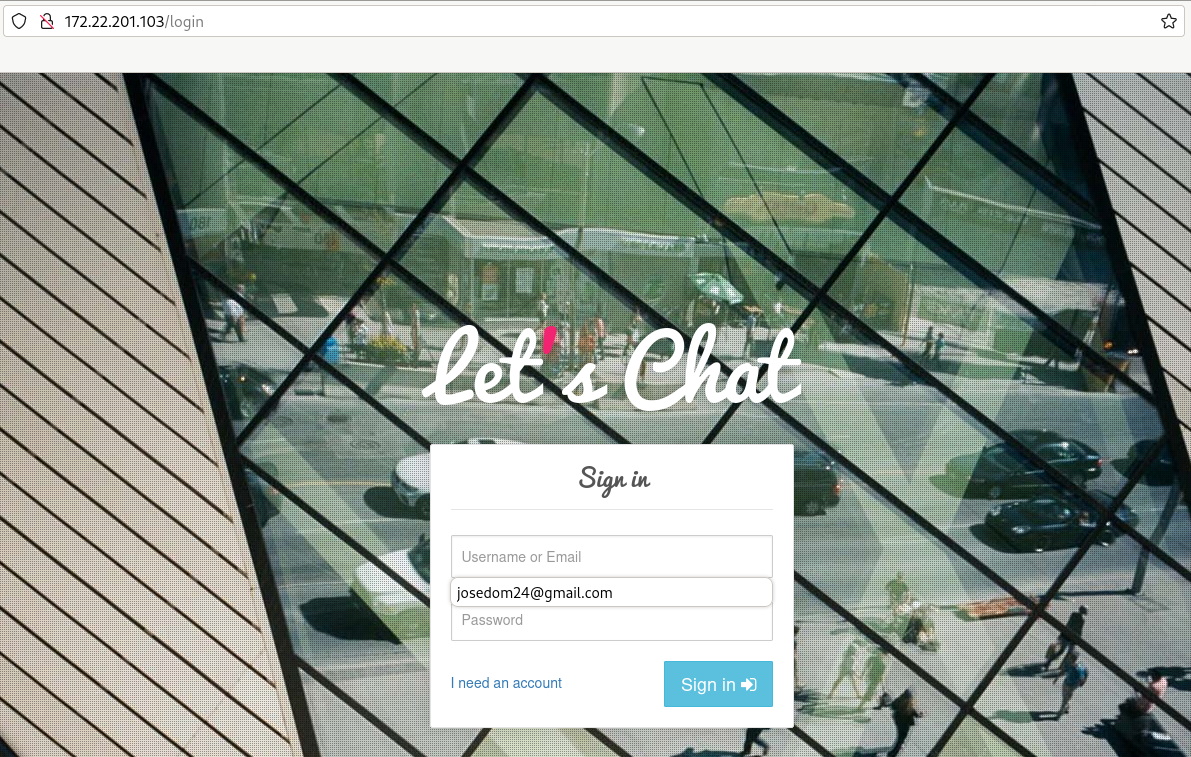 172.22.201.103/login
Let's Chat
Sign in
Username or Email
josedom24@gmail.com
Password
I need an account
Sign in